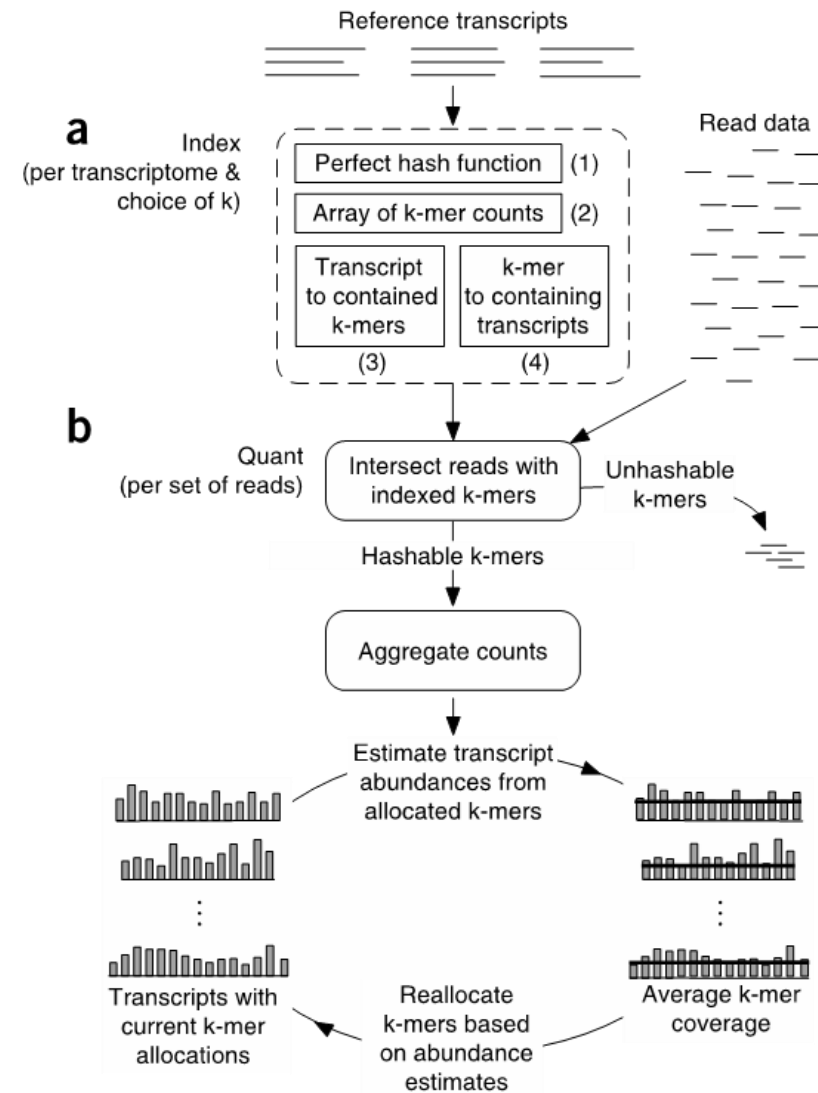 Reference transcripts
a
Index
(per transcriptome &
choice of k)
Perfect hash function
(1)
Array of k-mer counts
(2)
Transcript
to contained
k-mers
(3)
k-mer
to containing
transcripts
(4)
Read data
b
Quant
(per set of reads)
Intersect reads with
indexed k-mers
Unhashable
k-mers
Hashable k-mers
Aggregate counts
Estimate transcript
abundances from
allocated k-mers
Transcripts with
current k-mer
allocations
Reallocate
k-mers based
on abundance
estimates
Average k-mer
coverage